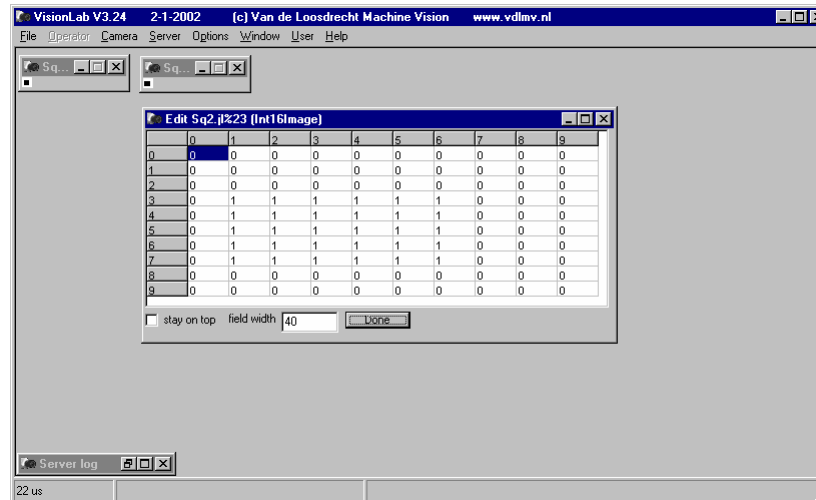 VisionLab V3.24 2-1-2002 (c) Van de Loosdrecht Machine Vision www.vdlmv.nl
File Operator Camera Server Options Window User Help
Sq... Sq...
Edit Sq2.jl%23 (Int16Image)
0 1 2 3 4 5 6 7 8 9
0 0 0 0 0 0 0 0 0 0 0
1 0 0 0 0 0 0 0 0 0 0
2 0 0 0 0 0 0 0 0 0 0
3 0 1 1 1 1 1 1 0 0 0
4 0 1 1 1 1 1 1 0 0 0
5 0 1 1 1 1 1 1 0 0 0
6 0 1 1 1 1 1 1 0 0 0
7 0 1 1 1 1 1 1 0 0 0
8 0 0 0 0 0 0 0 0 0 0
9 0 0 0 0 0 0 0 0 0 0
stay on top field width 40 Done
Server log
22 us